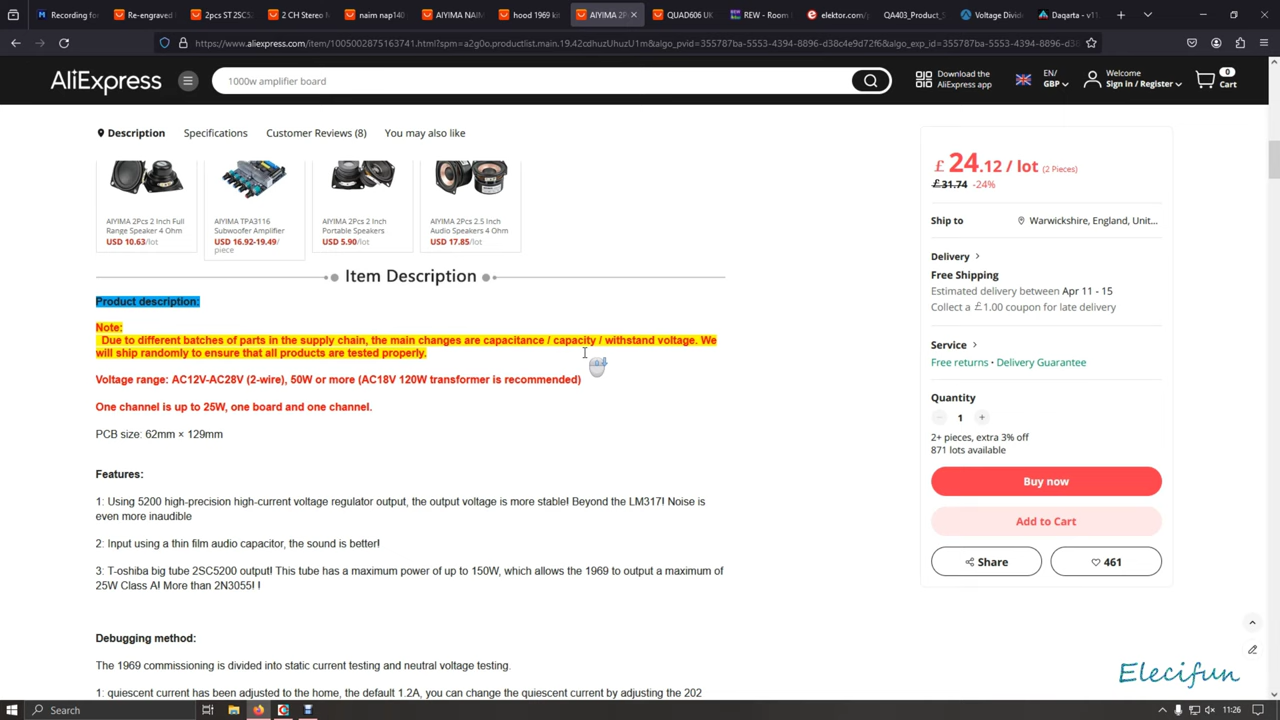 Recording fo
Re-engraved
2pcs ST 2SC5
2 CH Stereo
naim nap140
AIYIMA NAIM
hood 1969 kit
AIYIMA 2P
QUAD606 UK
REW - Room
elektor.com/p
QA403_Product_S
Voltage Divid
Daqarta - v11
https://www.aliexpress.com/item/1005002875163741.html?spm=a2g0o.productlist.main.19.42cdhuzUhuzU1m&algo_pvid=355787ba-5553-4394-8896-d38c4e9d72f6&algo_exp_id=355787ba-5553-4394-8896-d38
AliExpress
1000w amplifier board
Download the
AliExpress app
EN/
GBP
Welcome
Sign in / Register
0
Cart
Description
Specifications
Customer Reviews (8)
You may also like
AIYIMA 2Pcs 2 Inch Full
Range Speaker 4 Ohm
USD 10.63/lot
AIYIMA TPA3116
Subwoofer Amplifier
USD 16.92-19.49/
piece
AIYIMA 2Pcs 2 Inch
Portable Speakers
USD 5.90/lot
AIYIMA 2Pcs 2.5 Inch
Audio Speakers 4 Ohm
USD 17.85/lot
Item Description
Product description:
Note:
Due to different batches of parts in the supply chain, the main changes are capacitance / capacity / withstand voltage. We
will ship randomly to ensure that all products are tested properly.
Voltage range: AC12V-AC28V (2-wire), 50W or more (AC18V 120W transformer is recommended)
One channel is up to 25W, one board and one channel.
PCB size: 62mm × 129mm
Features:
1: Using 5200 high-precision high-current voltage regulator output, the output voltage is more stable! Beyond the LM317! Noise is
even more inaudible
2: Input using a thin film audio capacitor, the sound is better!
3: T-oshiba big tube 2SC5200 output! This tube has a maximum power of up to 150W, which allows the 1969 to output a maximum of
25W Class A! More than 2N3055! !
Debugging method:
The 1969 commissioning is divided into static current testing and neutral voltage testing.
1: quiescent current has been adjusted to the home, the default 1.2A, you can change the quiescent current by adjusting the 202
£24.12 / lot (2 Pieces)
£31.74 -24%
Ship to
Warwickshire, England, Unit...
Delivery
Free Shipping
Estimated delivery between Apr 11 - 15
Collect a £1.00 coupon for late delivery
Service
Free returns • Delivery Guarantee
Quantity
1
2+ pieces, extra 3% off
871 lots available
Buy now
Add to Cart
Share
461
Elecifun
Search
11:26